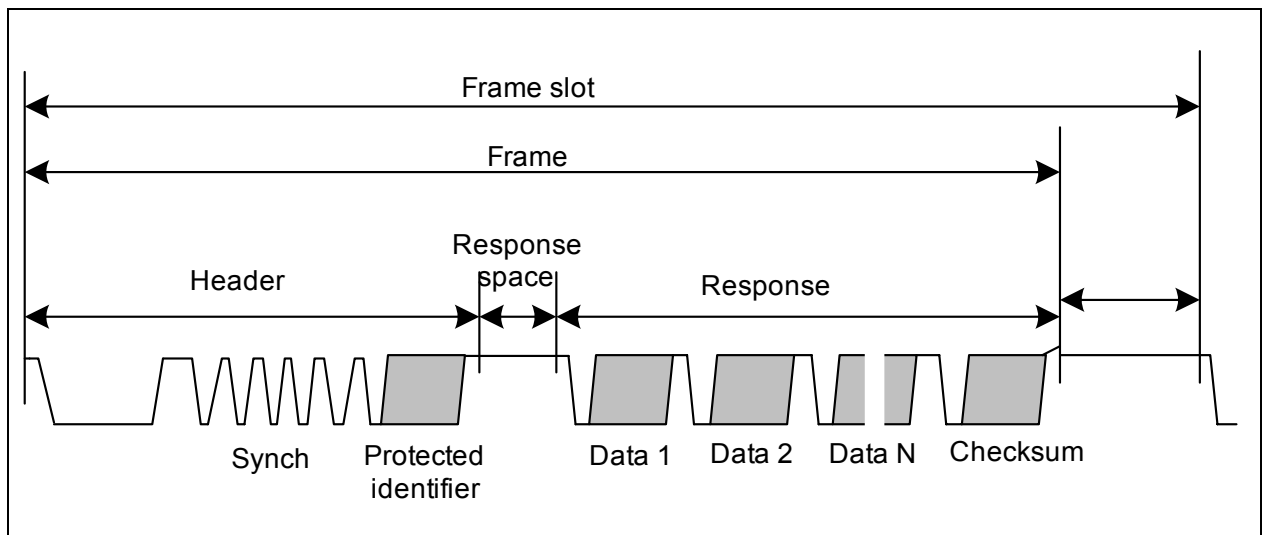 Frame slot
Frame
Response
space
Header
Response
Synch
Protected
identifier
Data 1
Data 2
Data N
Checksum